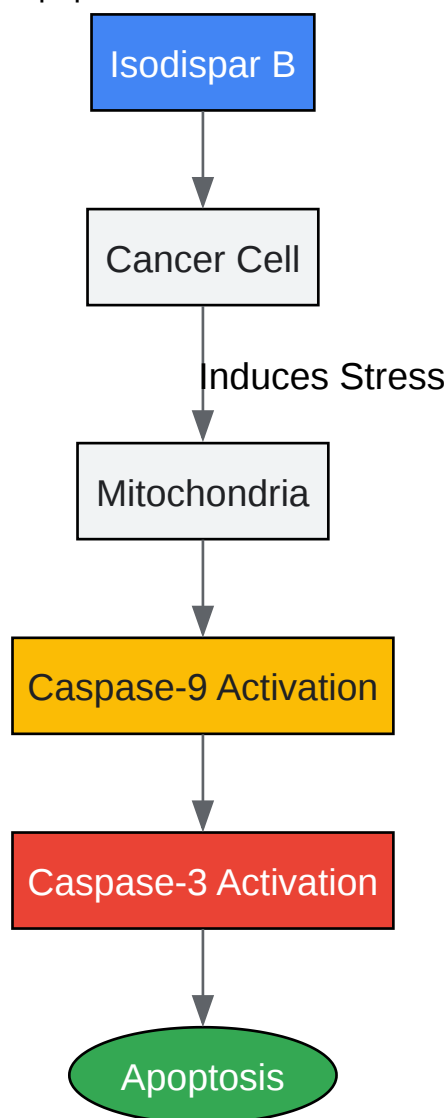 Isodispar B
Cancer Cell
Induces Stress
Mitochondria
Caspase-9 Activation
Caspase-3 Activation
Apoptosis